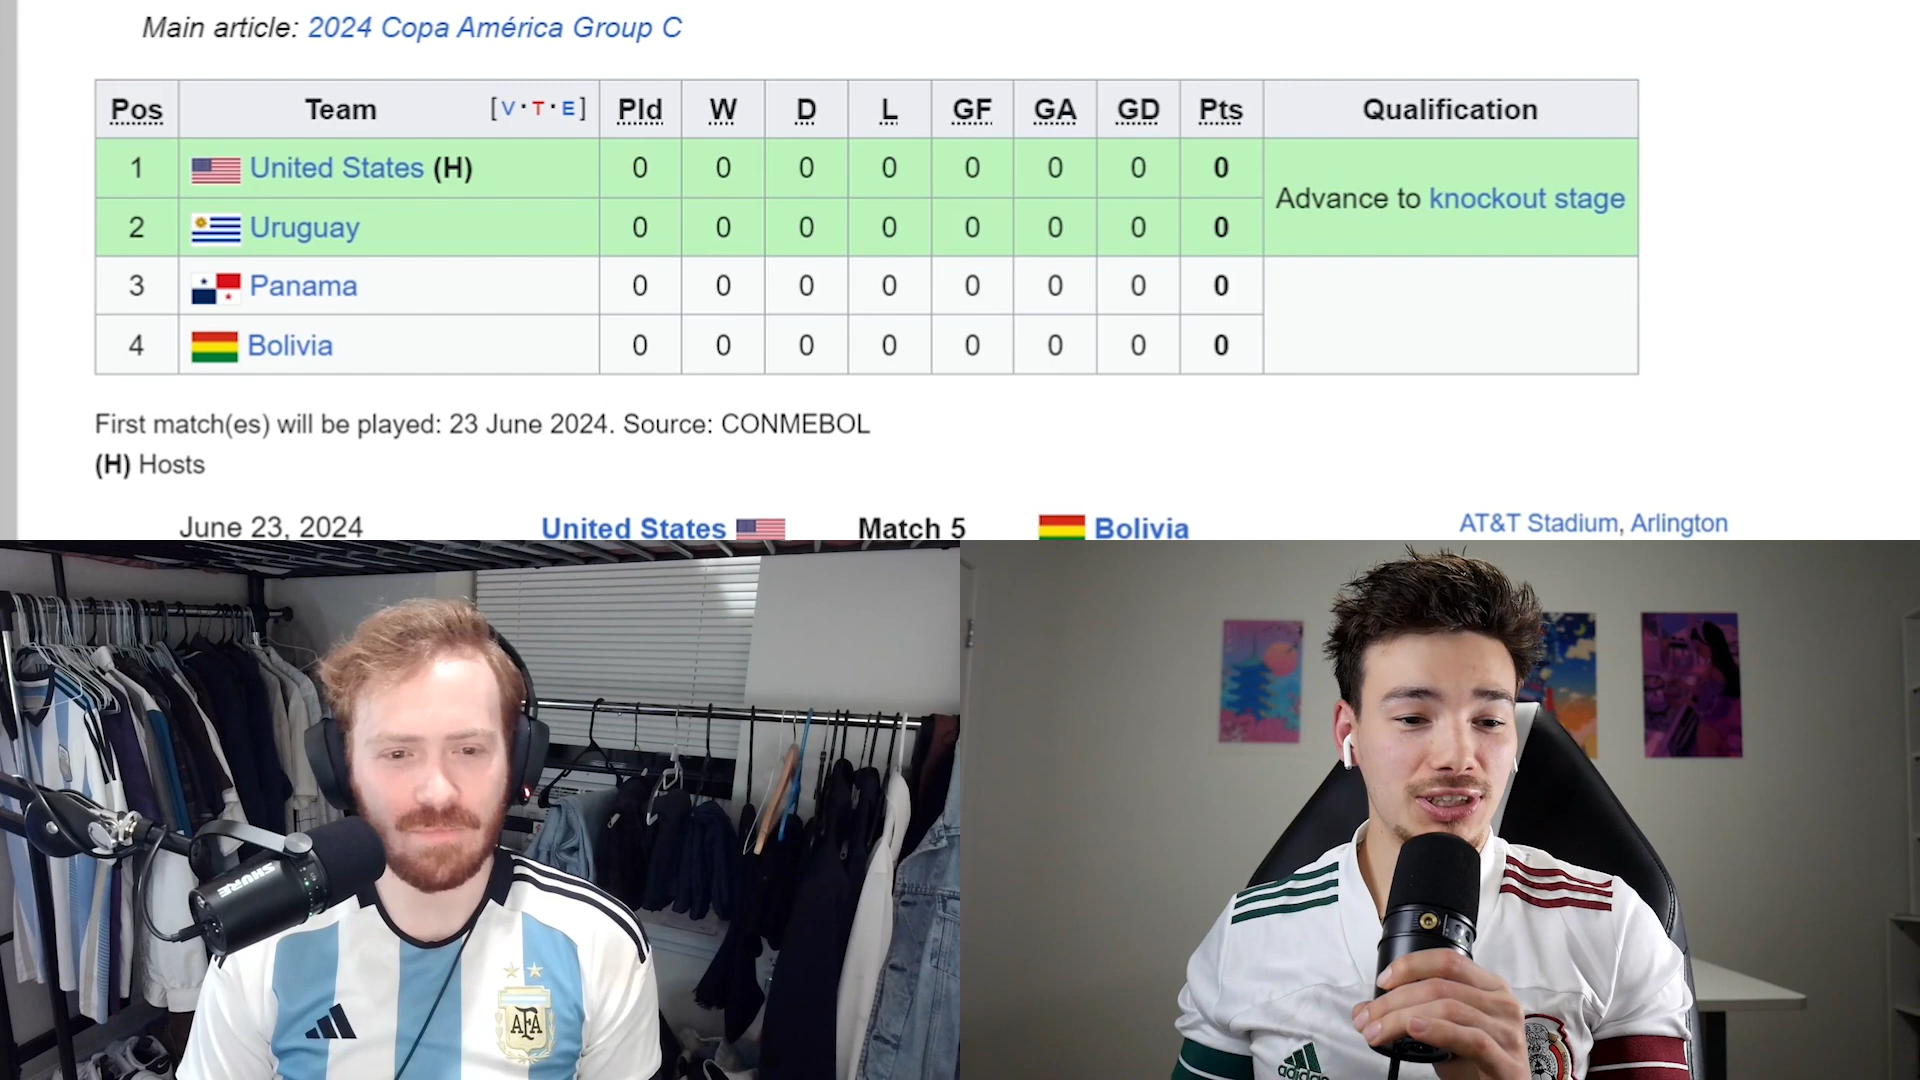 Main article: 2024 Copa América Group C
Pos Team [V·T·E] Pld W D L GF GA GD Pts Qualification
1 United States (H) 0 0 0 0 0 0 0 0 Advance to knockout stage
2 Uruguay 0 0 0 0 0 0 0 0
3 Panama 0 0 0 0 0 0 0 0
4 Bolivia 0 0 0 0 0 0 0 0
First match(es) will be played: 23 June 2024. Source: CONMEBOL
(H) Hosts
June 23, 2024 United States Match 5 Bolivia AT&T Stadium, Arlington
SHURE
AFA
adidas